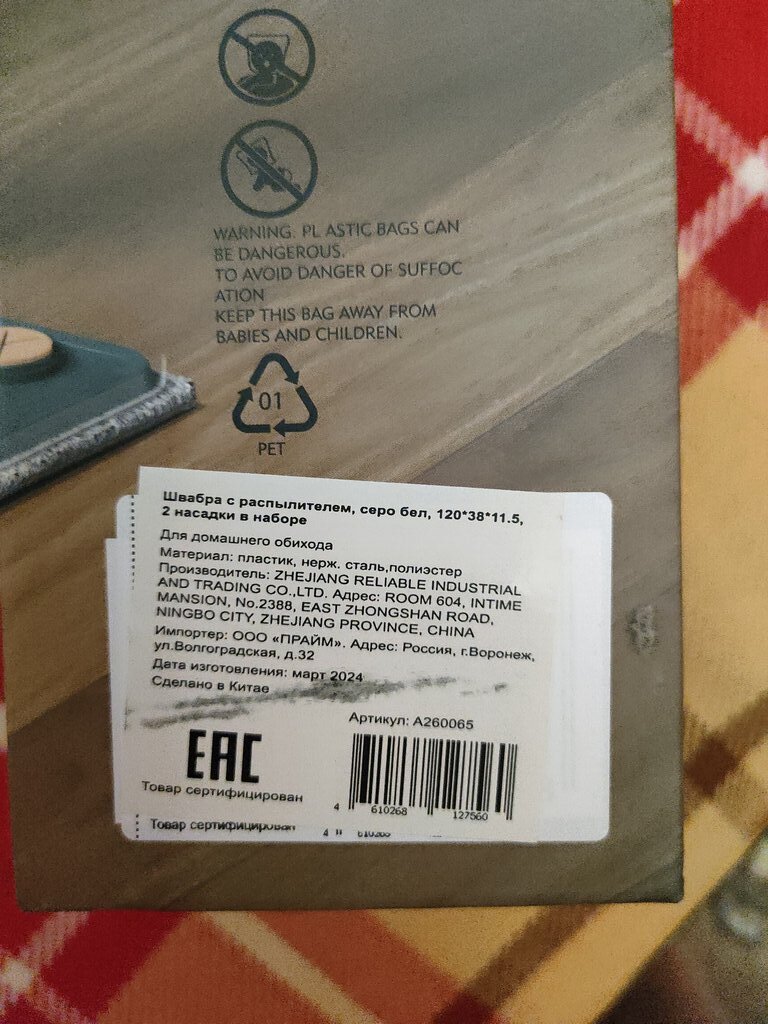 WARNING. PL ASTIC BAGS CAN
BE DANGEROUS.
TO AVOID DANGER OF SUFFOC
ATION
KEEP THIS BAG AWAY FROM
BABIES AND CHILDREN.
01
PET
Швабра с распылителем, серо бел, 120*38*11.5,
2 насадки в наборе
Для домашнего обихода
Материал: пластик, нерж. сталь,полиэстер
Производитель: ZHEJIANG RELIABLE INDUSTRIAL
AND TRADING CO.,LTD. Адрес: ROOM 604, INTIME
MANSION, No.2388, EAST ZHONGSHAN ROAD,
NINGBO CITY, ZHEJIANG PROVINCE, CHINA
Импортер: ООО «ПРАЙМ». Адрес: Россия, г.Воронеж,
ул.Волгоградская, д.32
Дата изготовления: март 2024
Сделано в Китае
Артикул: A260065
EAC
Товар сертифицирован
4 610268 127560
Товар сертифицирован